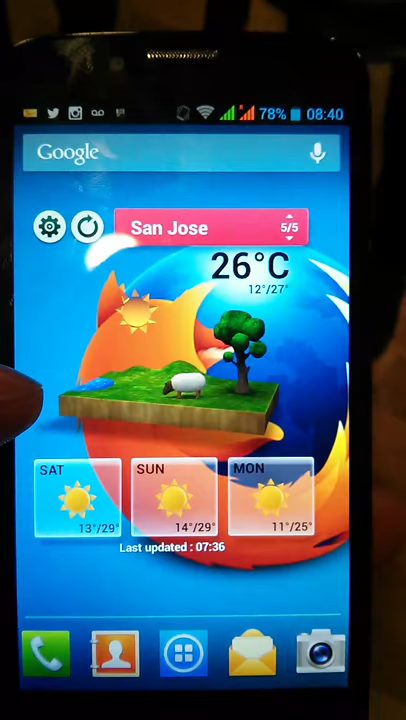 78% 08:40
Google
San Jose 5/5
26°C
12°/27°
SAT SUN MON
13°/29° 14°/29° 11°/25°
Last updated : 07:36